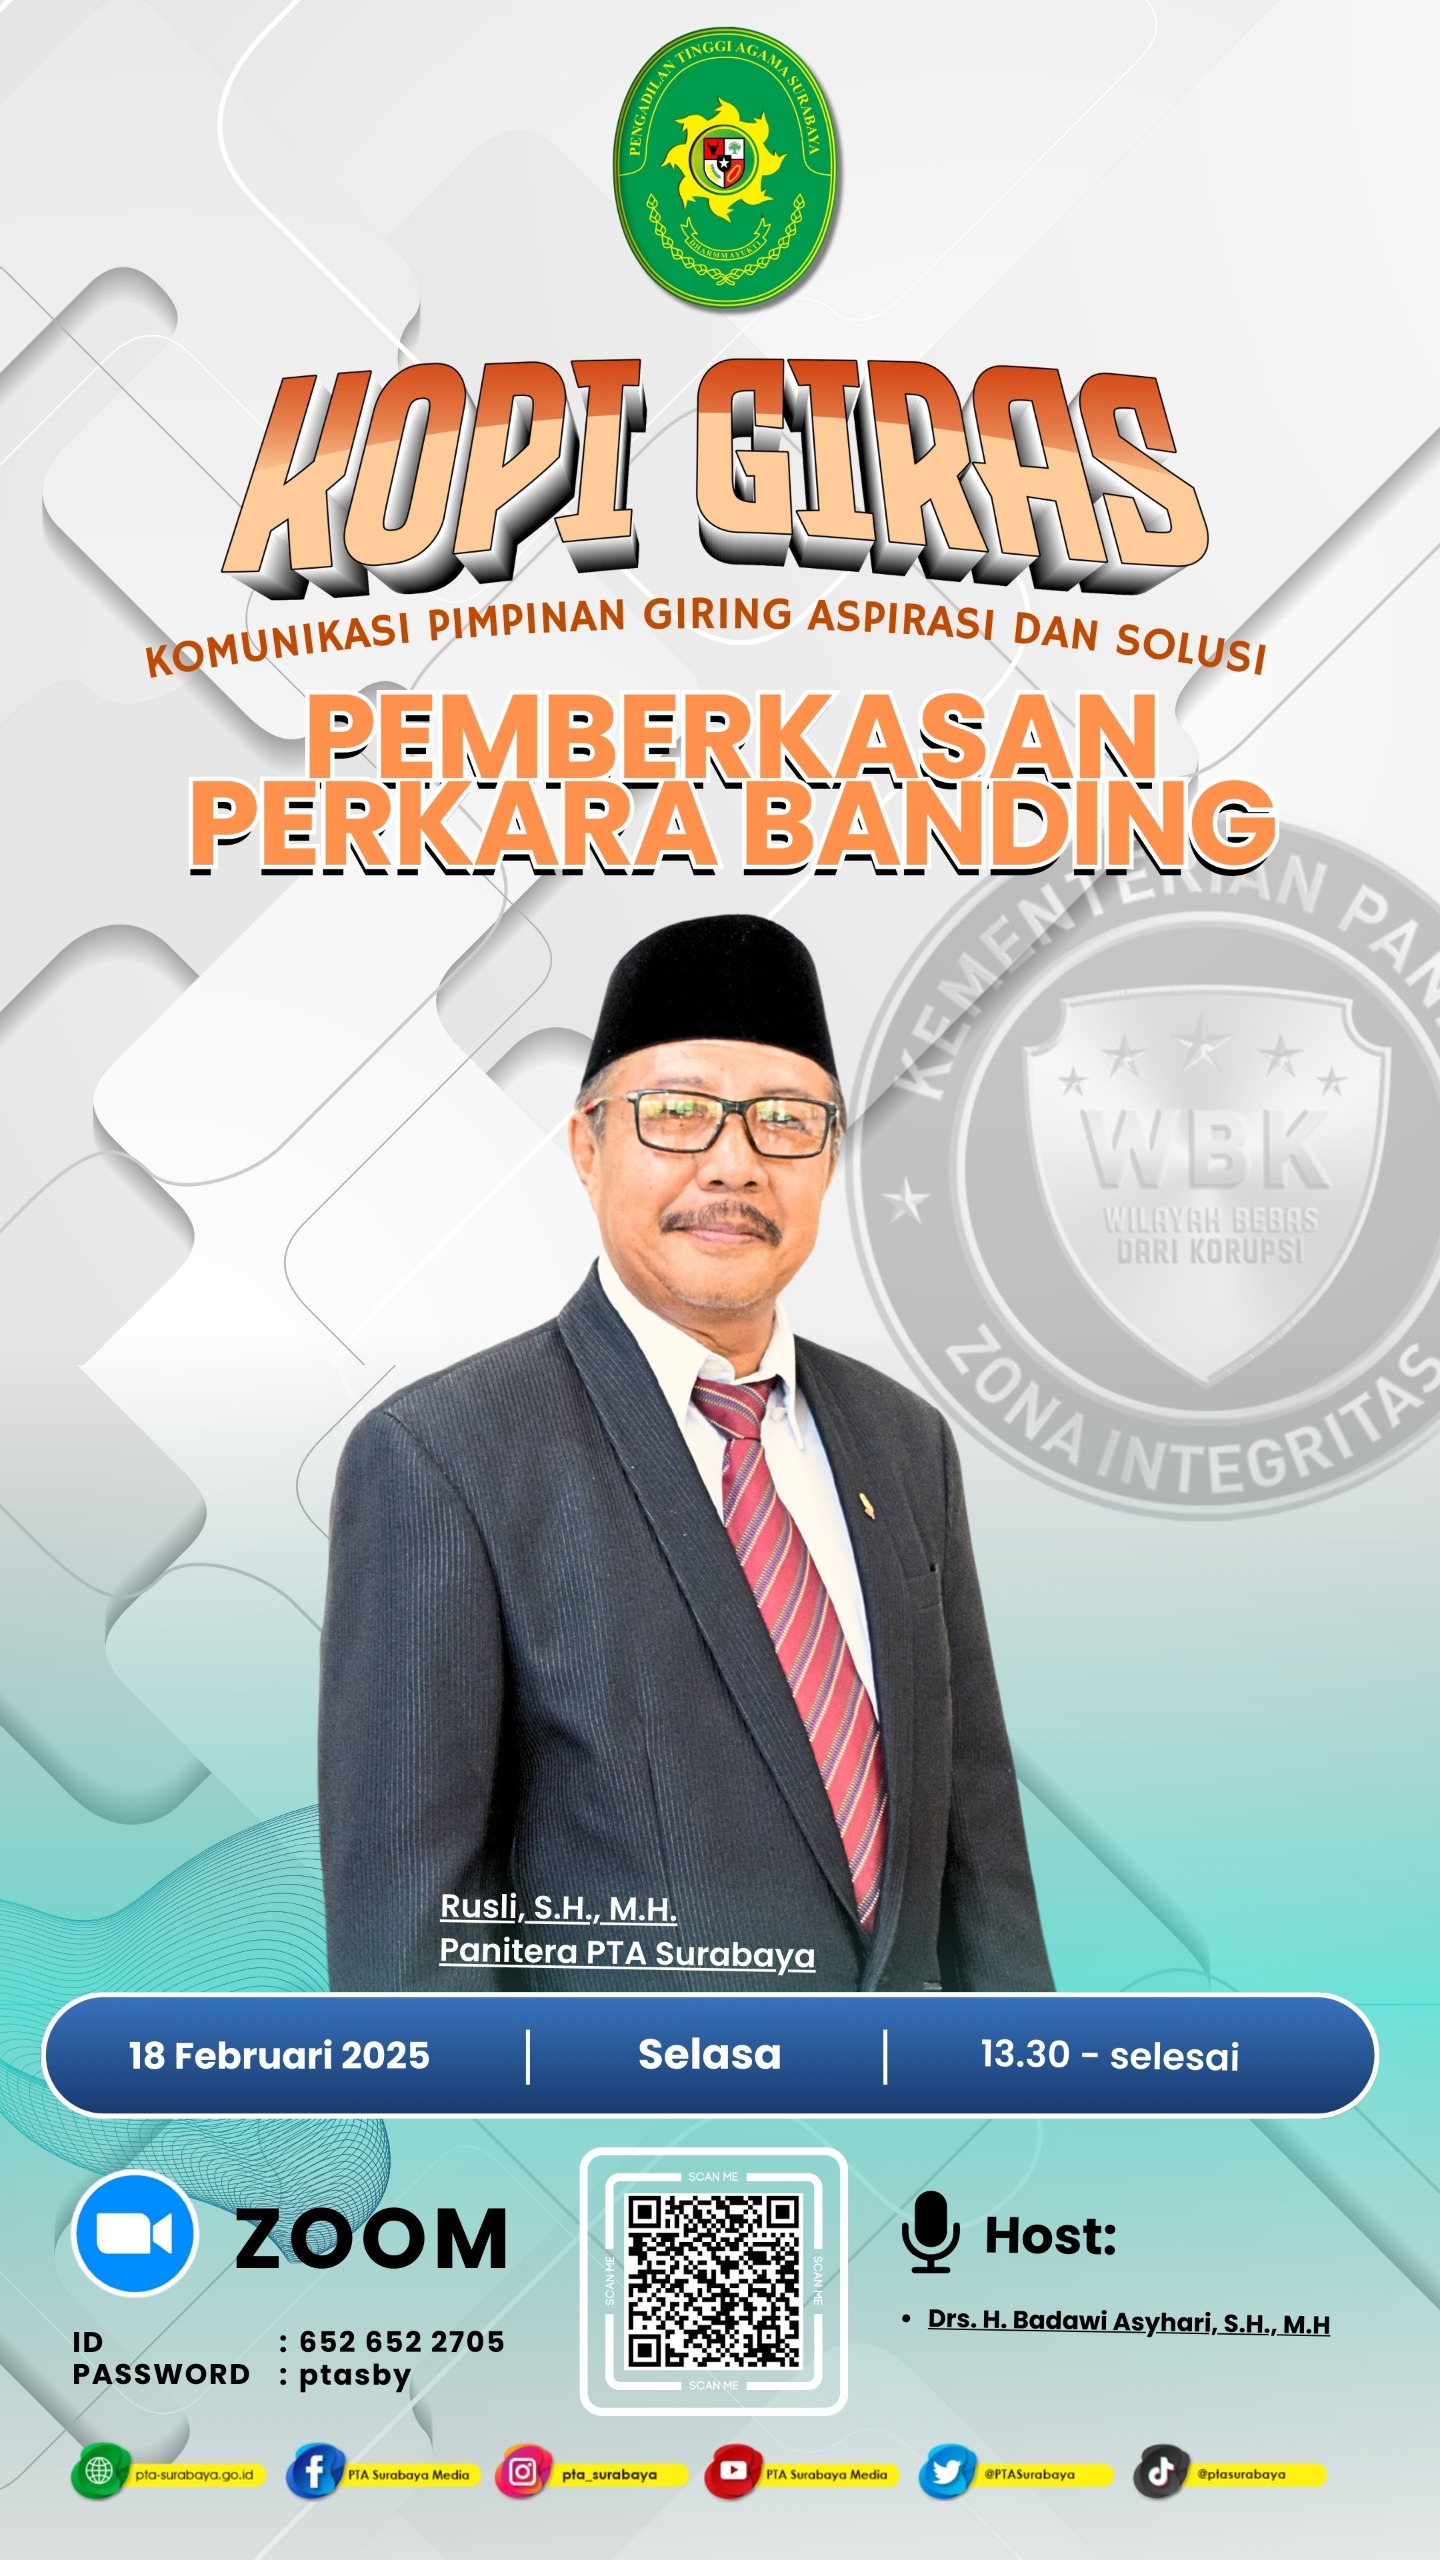 PENGADILAN TINGGI AGAMA SURABAYA
DHARMMAYUKTI
KOPI GIRAS
KOMUNIKASI PIMPINAN GIRING ASPIRASI DAN SOLUSI
PEMBERKASAN
PERKARA BANDING
KEMENTERIAN PAN
WBK
WILAYAH BEBAS
DARI KORUPSI
ZONA INTEGRITAS
Rusli, S.H., M.H.
Panitera PTA Surabaya
18 Februari 2025 | Selasa | 13.30 - selesai
ZOOM
ID : 652 652 2705
PASSWORD : ptasby
SCAN ME
SCAN ME
SCAN ME
SCAN ME
Host:
• Drs. H. Badawi Asyhari, S.H., M.H
pta-surabaya.go.id
PTA Surabaya Media
pta_surabaya
PTA Surabaya Media
@PTASurabaya
@ptasurabaya